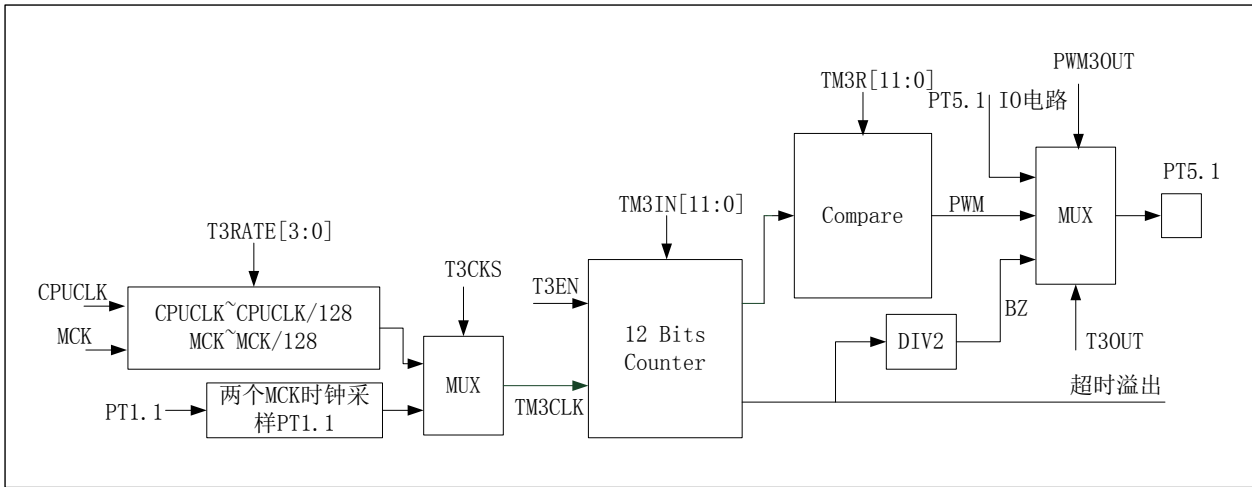 PWM3OUT
TM3R[11:0]
PT5.1 IO电路
PT5.1
Compare
PWM
MUX
TM3IN[11:0]
T3RATE[3:0]
T3CKS
T3EN
CPUCLK
CPUCLK~CPUCLK/128
MCK
MCK~MCK/128
12 Bits
Counter
BZ
DIV2
T3OUT
MUX
TM3CLK
超时溢出
PT1.1
两个MCK时钟采
样PT1.1